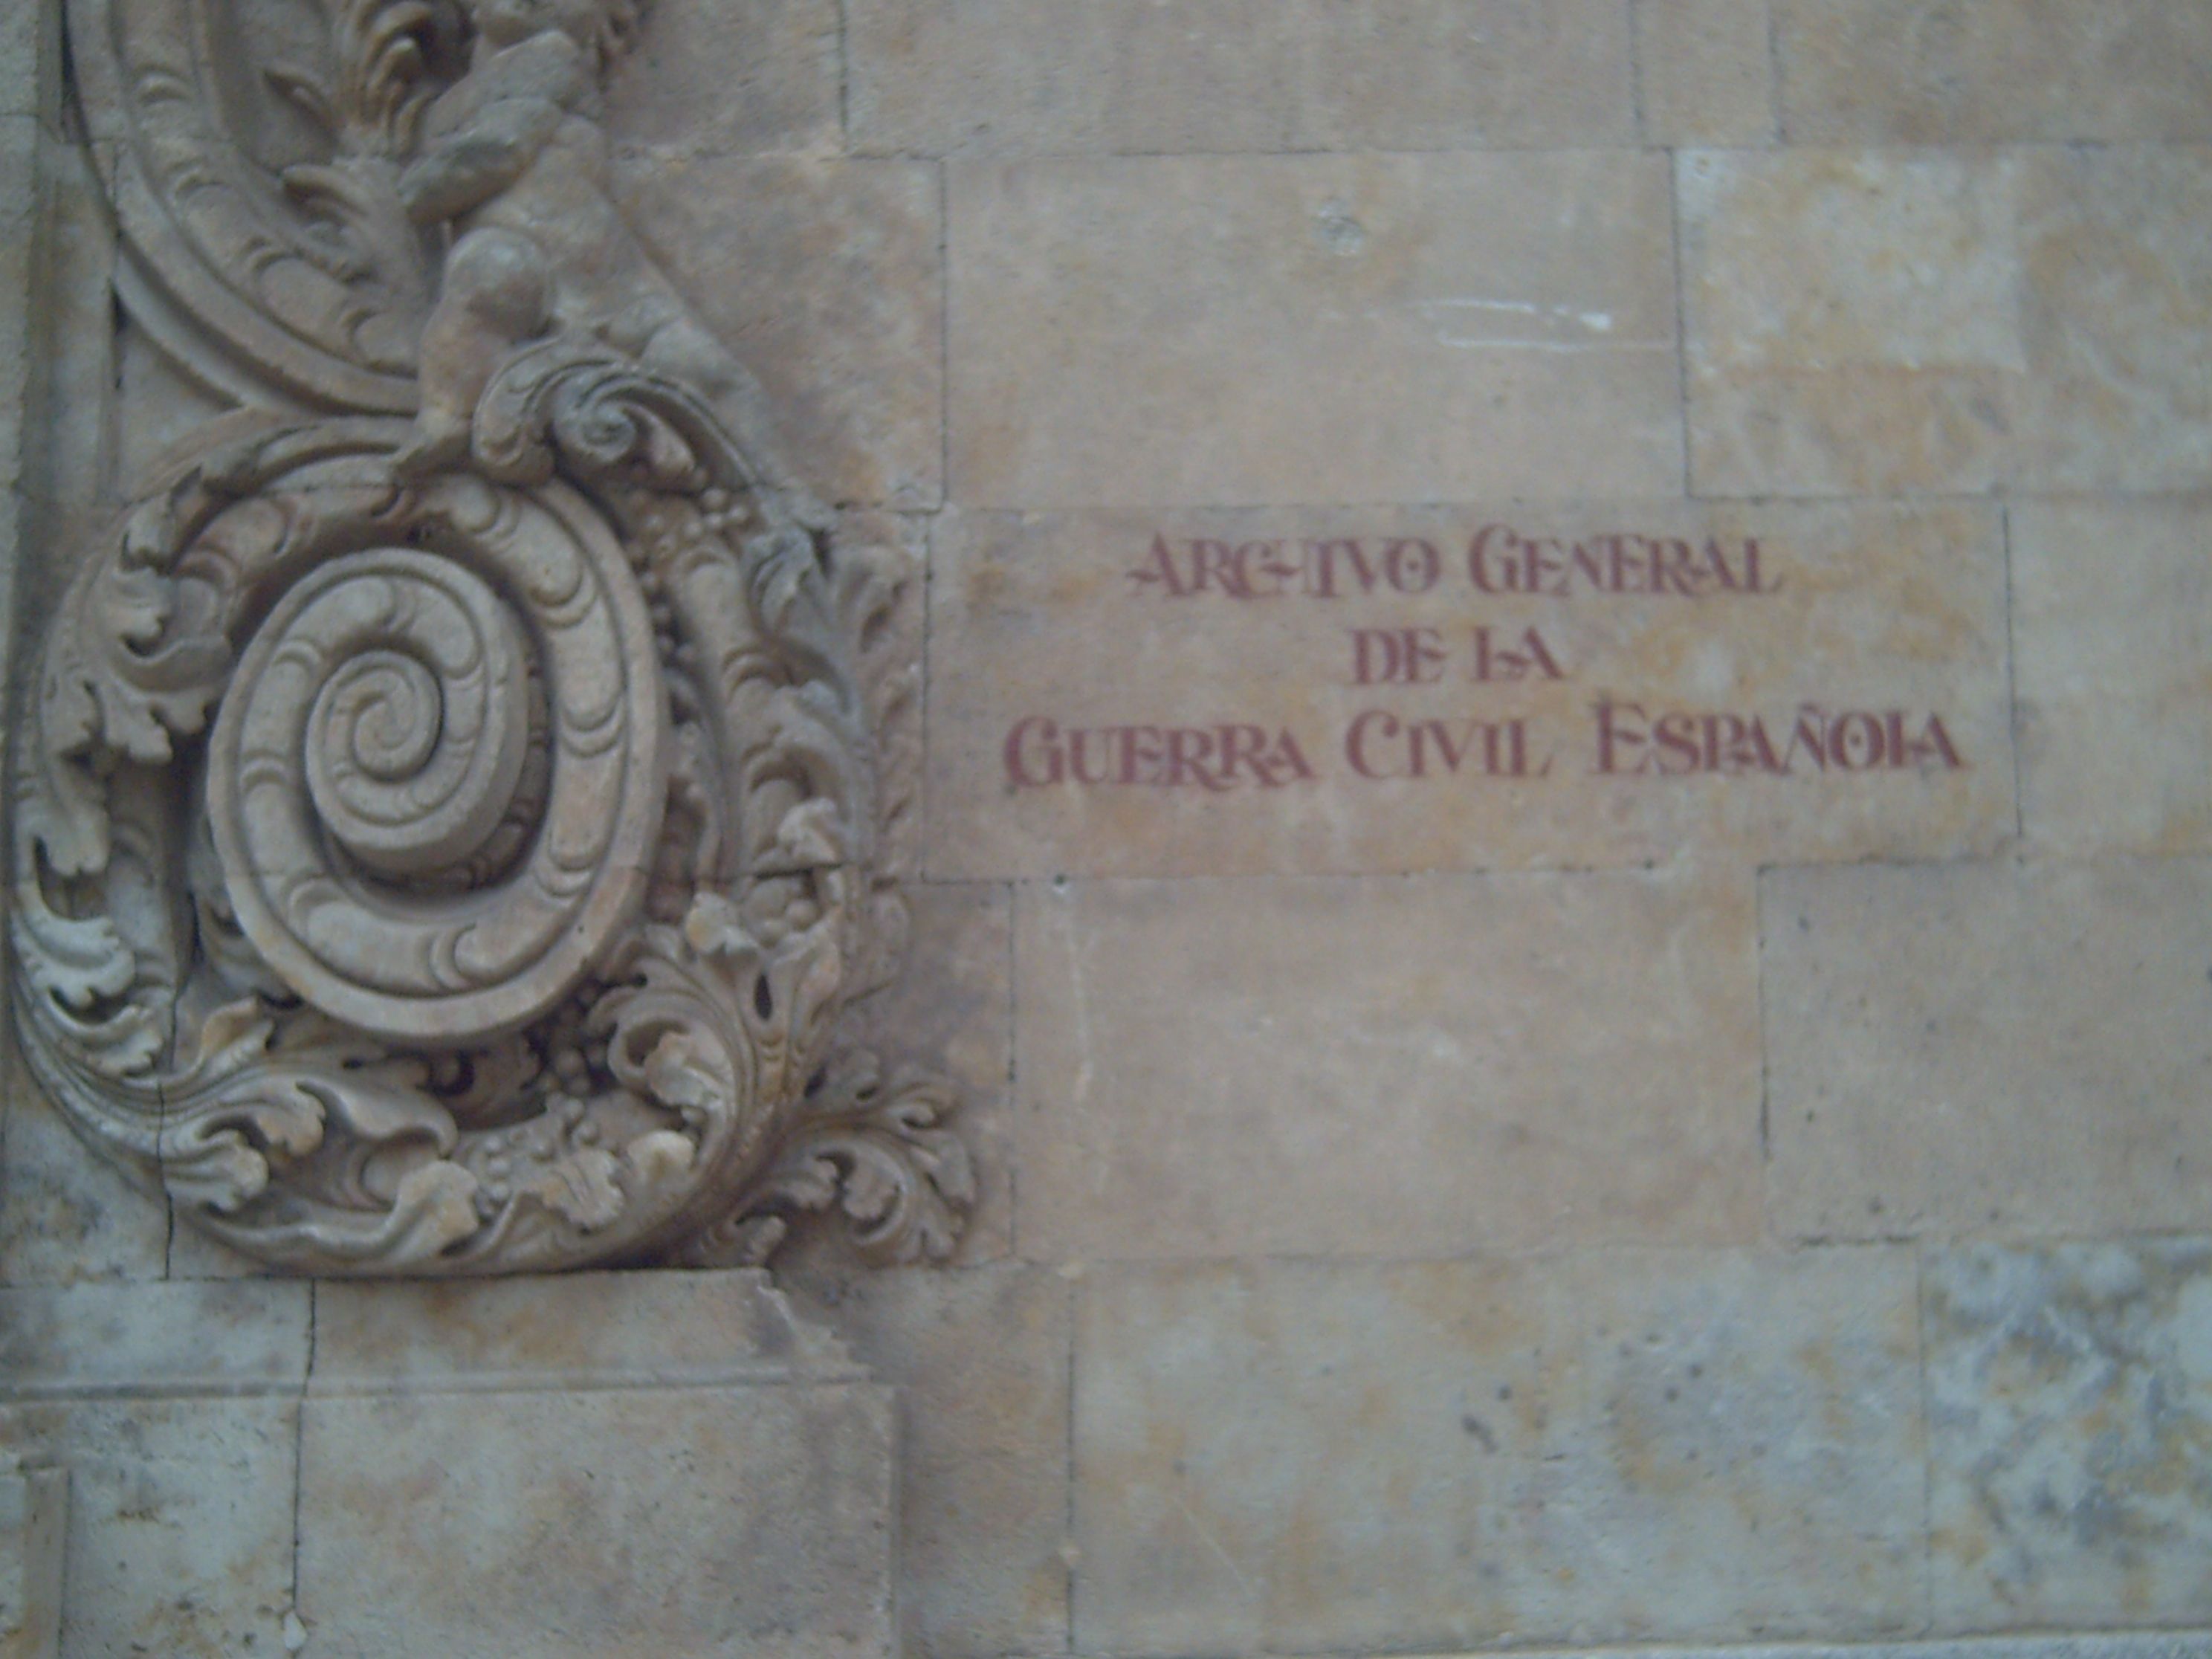 ARCHIVO GENERAL
DE LA
GUERRA CIVIL ESPAÑOLA